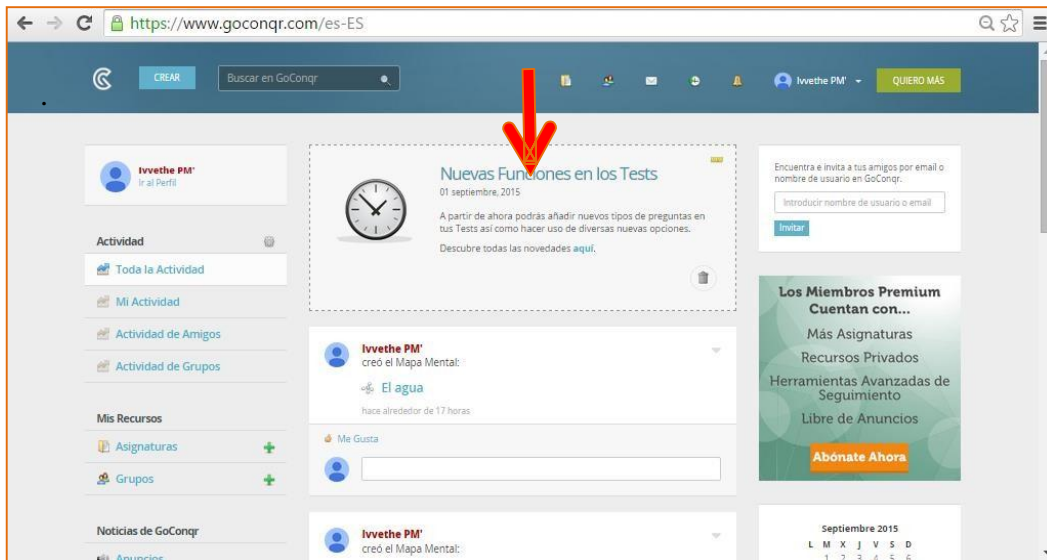 https://www.goconqr.com/es-ES
CREAR
Buscar en GoConqr
Ivvethe PM'
QUIERO MÁS
Ivvethe PM'
Ir al Perfil
Actividad
Toda la Actividad
Mi Actividad
Actividad de Amigos
Actividad de Grupos
Mis Recursos
Asignaturas
Grupos
Noticias de GoConqr
Anuncios
Nuevas Funciones en los Tests
01 septiembre, 2015
A partir de ahora podrás añadir nuevos tipos de preguntas en
tus Tests así como hacer uso de diversas nuevas opciones.
Descubre todas las novedades aquí.
Ivvethe PM'
creó el Mapa Mental:
El agua
hace alrededor de 17 horas
Me Gusta
Ivvethe PM'
creó el Mapa Mental:
Encuentra e invita a tus amigos por email o
nombre de usuario en GoConqr.
Introducir nombre de usuario o email
Invitar
Los Miembros Premium
Cuentan con...
Más Asignaturas
Recursos Privados
Herramientas Avanzadas de
Seguimiento
Libre de Anuncios
Abónate Ahora
Septiembre 2015
L M X J V S D
1 2 3 4 5 6